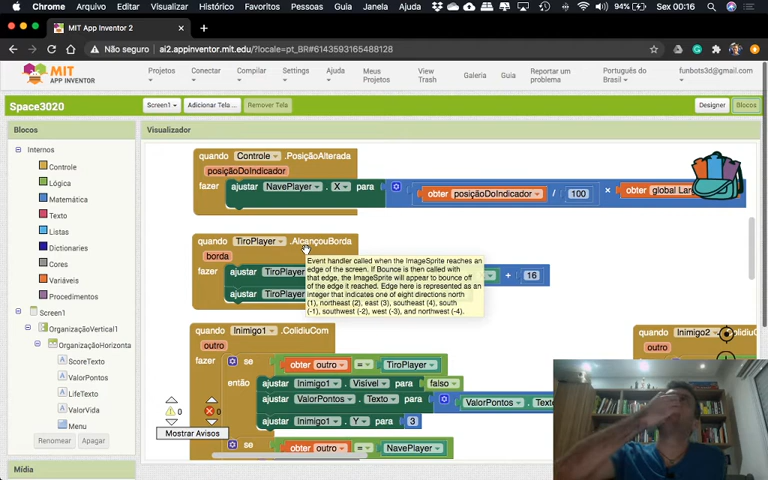 Chrome Arquivo Editar Visualizar Histórico Favoritos Pessoas Guia Janela Ajuda
94% Sex 00:16
MIT App Inventor 2
Não seguro | ai2.appinventor.mit.edu/?locale=pt_BR#6143593165488128
MIT APP INVENTOR
Projetos Conectar Compilar Settings Ajuda Meus Projetos View Trash Galeria Guia Reportar um problema Português do Brasil funbots3d@gmail.com
Space3020
Screen1 Adicionar Tela ... Remover Tela Designer Blocos
Blocos Visualizador
Internos
Controle
Lógica
Matemática
Texto
Listas
Dictionaries
Cores
Variáveis
Procedimentos
Screen1
OrganizaçãoVertical1
OrganizaçãoHorizonta
ScoreTexto
ValorPontos
LifeTexto
ValorVida
Menu
Renomear Apagar
Mídia
quando Controle .PosiçãoAlterada
posiçãoDoIndicador
fazer ajustar NavePlayer . X para obter posiçãoDoIndicador / 100 × obter global Lar
quando TiroPlayer .AlcançouBorda
borda
fazer ajustar TiroPlayer + 16
ajustar TiroPlayer
Event handler called when the ImageSprite reaches an
edge of the screen. If Bounce is then called with
that edge, the ImageSprite will appear to bounce off
of the edge it reached. Edge here is represented as an
integer that indicates one of eight directions north
(1), northeast (2), east (3), southeast (4), south
(-1), southwest (-2), west (-3), and northwest (-4).
quando Inimigo1 .ColidiuCom
outro
fazer se obter outro = TiroPlayer
então ajustar Inimigo1 . Visível para falso
ajustar ValorPontos . Texto para ValorPontos . Texto
ajustar Inimigo1 . Y para 3
se obter outro = NavePlayer
quando Inimigo2
outro
0 0
Mostrar Avisos